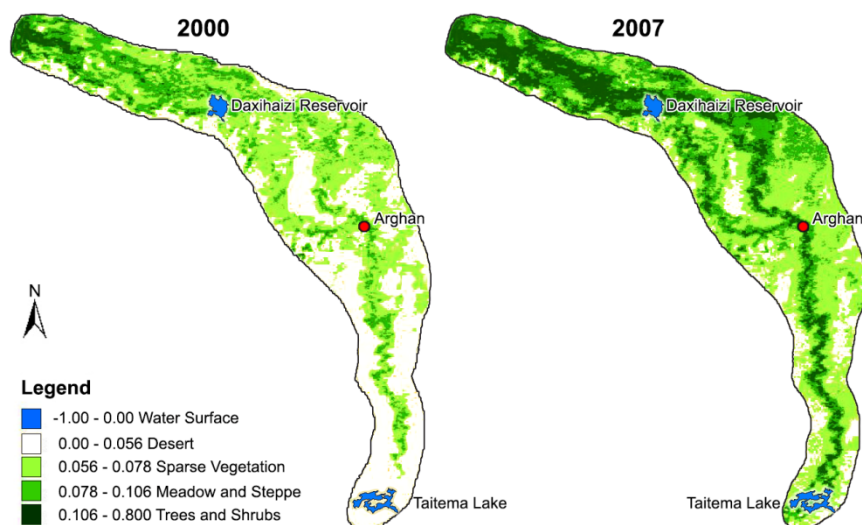 2000
2007
Daxihaizi Reservoir
Daxihaizi Reservoir
Arghan
Arghan
N
Legend
-1.00 - 0.00 Water Surface
0.00 - 0.056 Desert
0.056 - 0.078 Sparse Vegetation
0.078 - 0.106 Meadow and Steppe
0.106 - 0.800 Trees and Shrubs
Taitema Lake
Taitema Lake